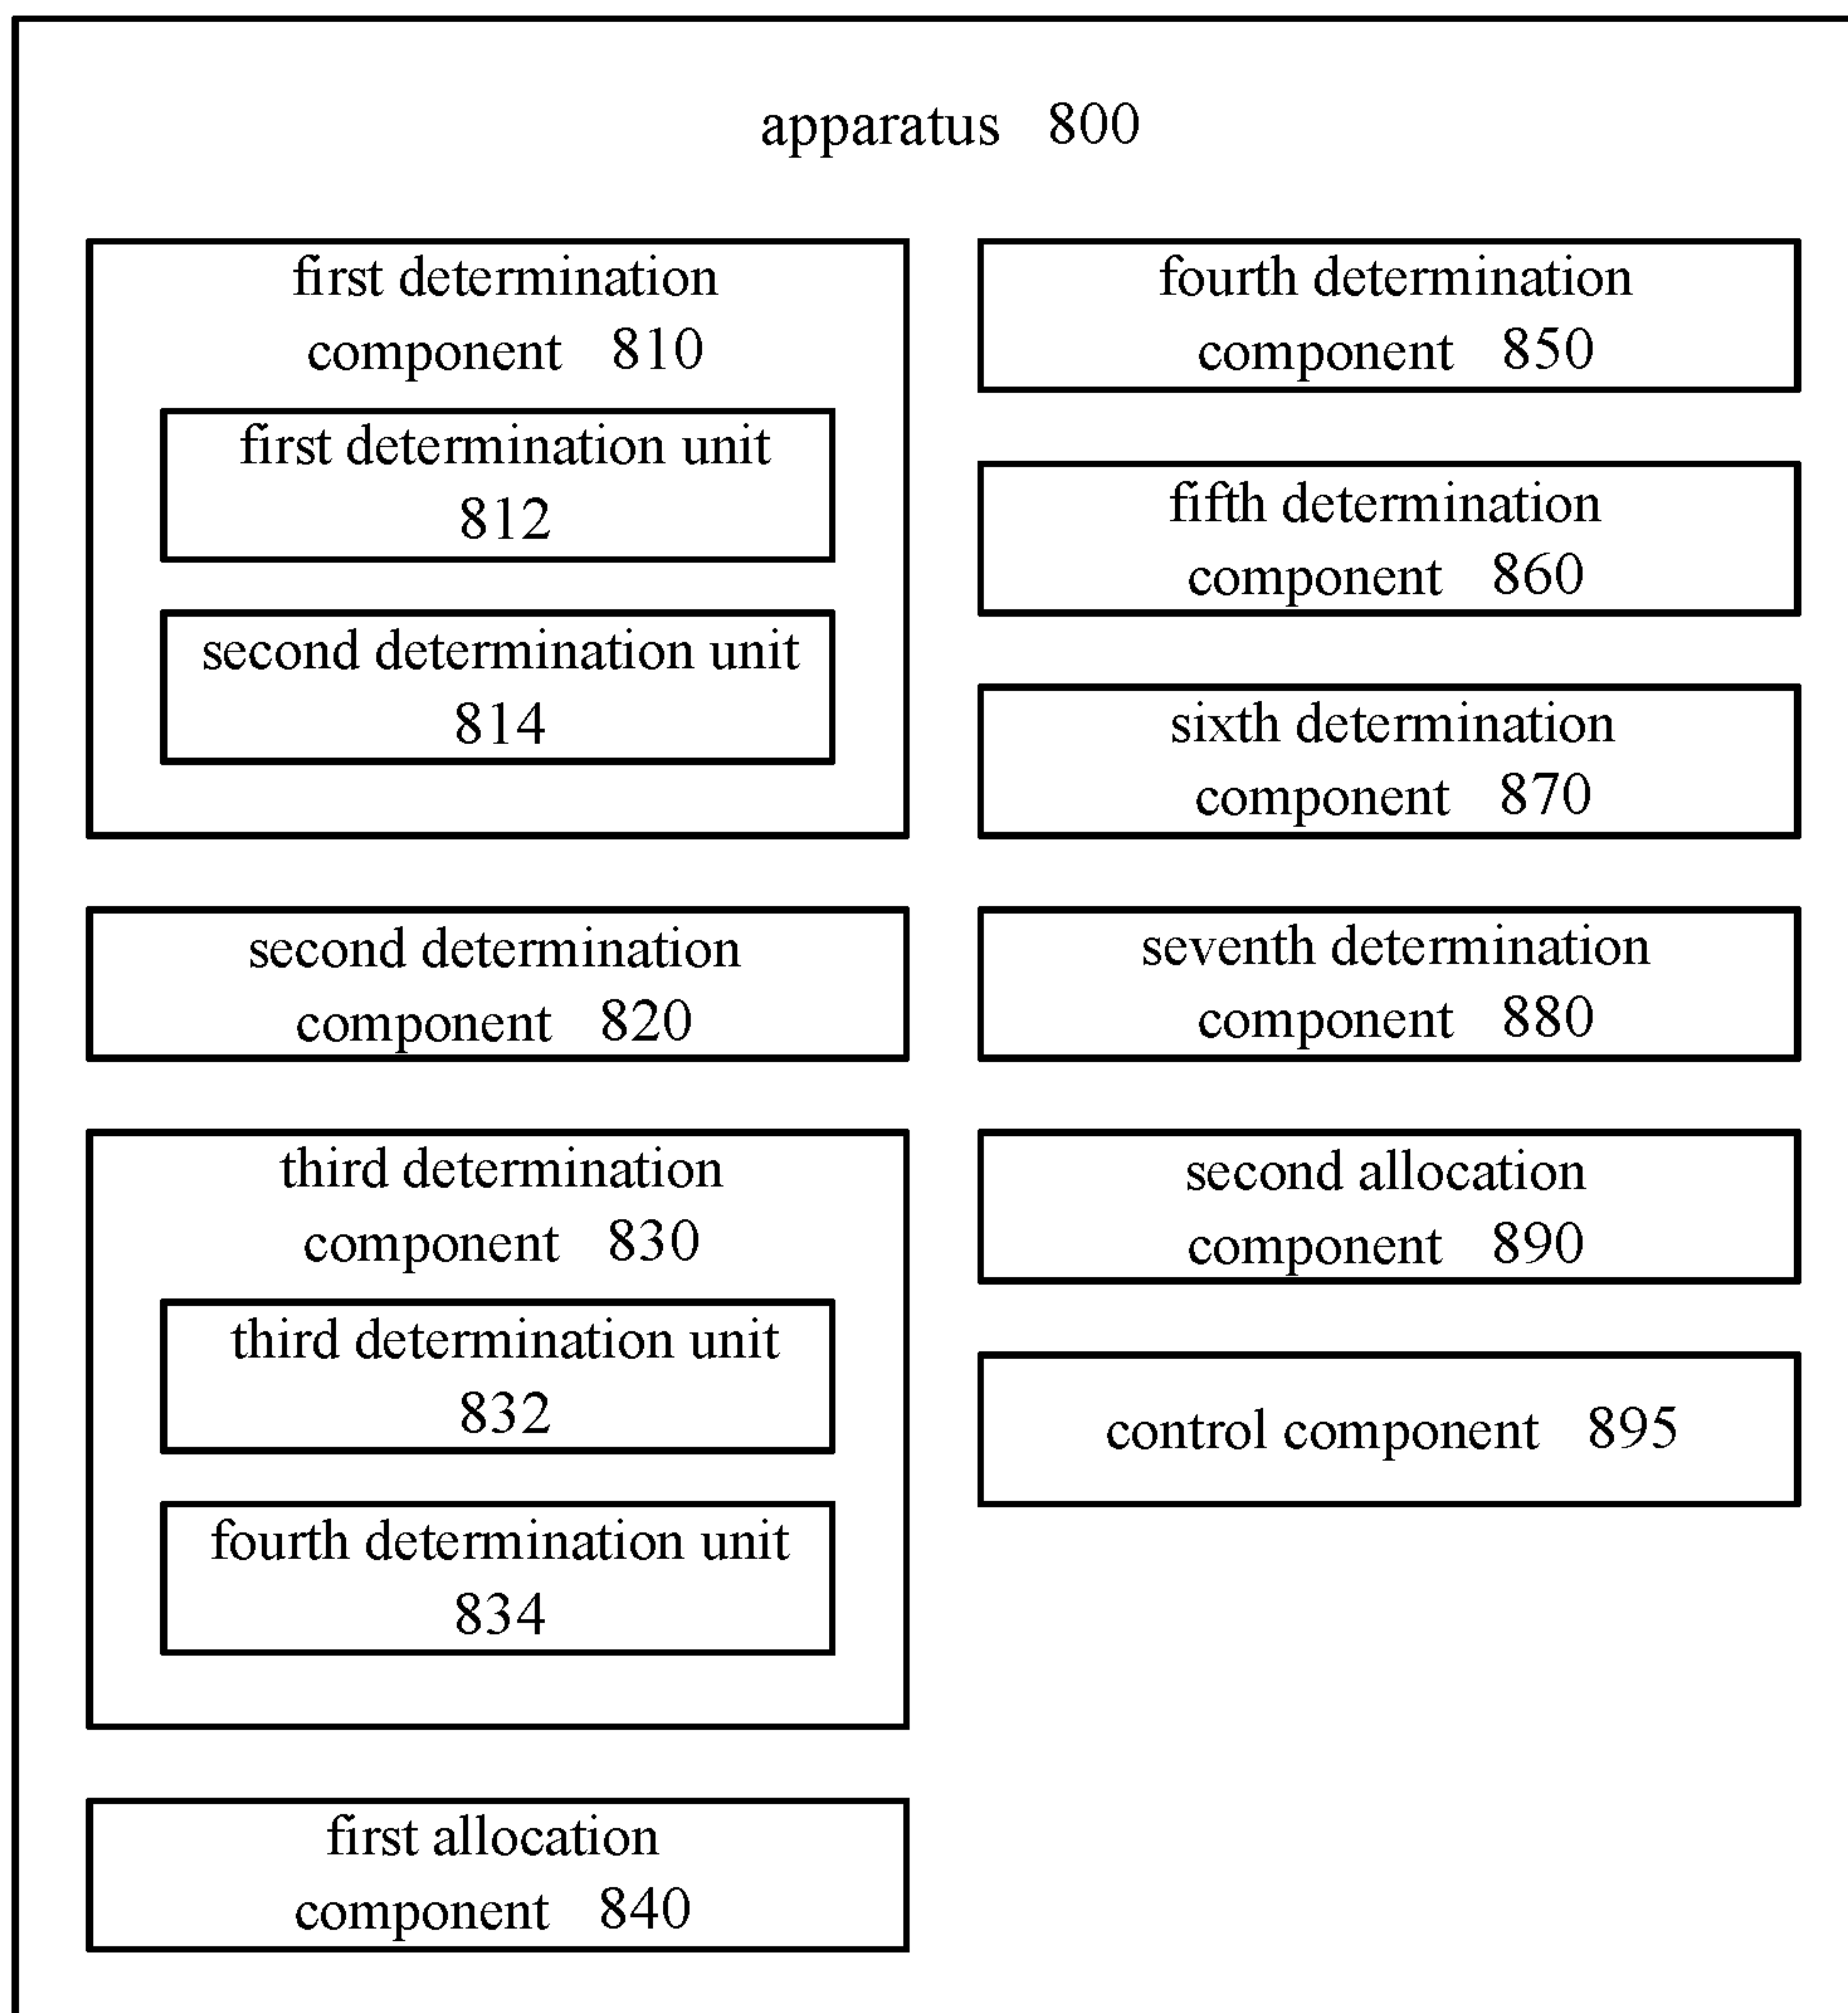 apparatus 800
first determination
component 810
first determination unit
812
second determination unit
814
second determination
component 820
third determination
component 830
third determination unit
832
fourth determination unit
834
first allocation
component 840
fourth determination
component 850
fifth determination
component 860
sixth determination
component 870
seventh determination
component 880
second allocation
component 890
control component 895